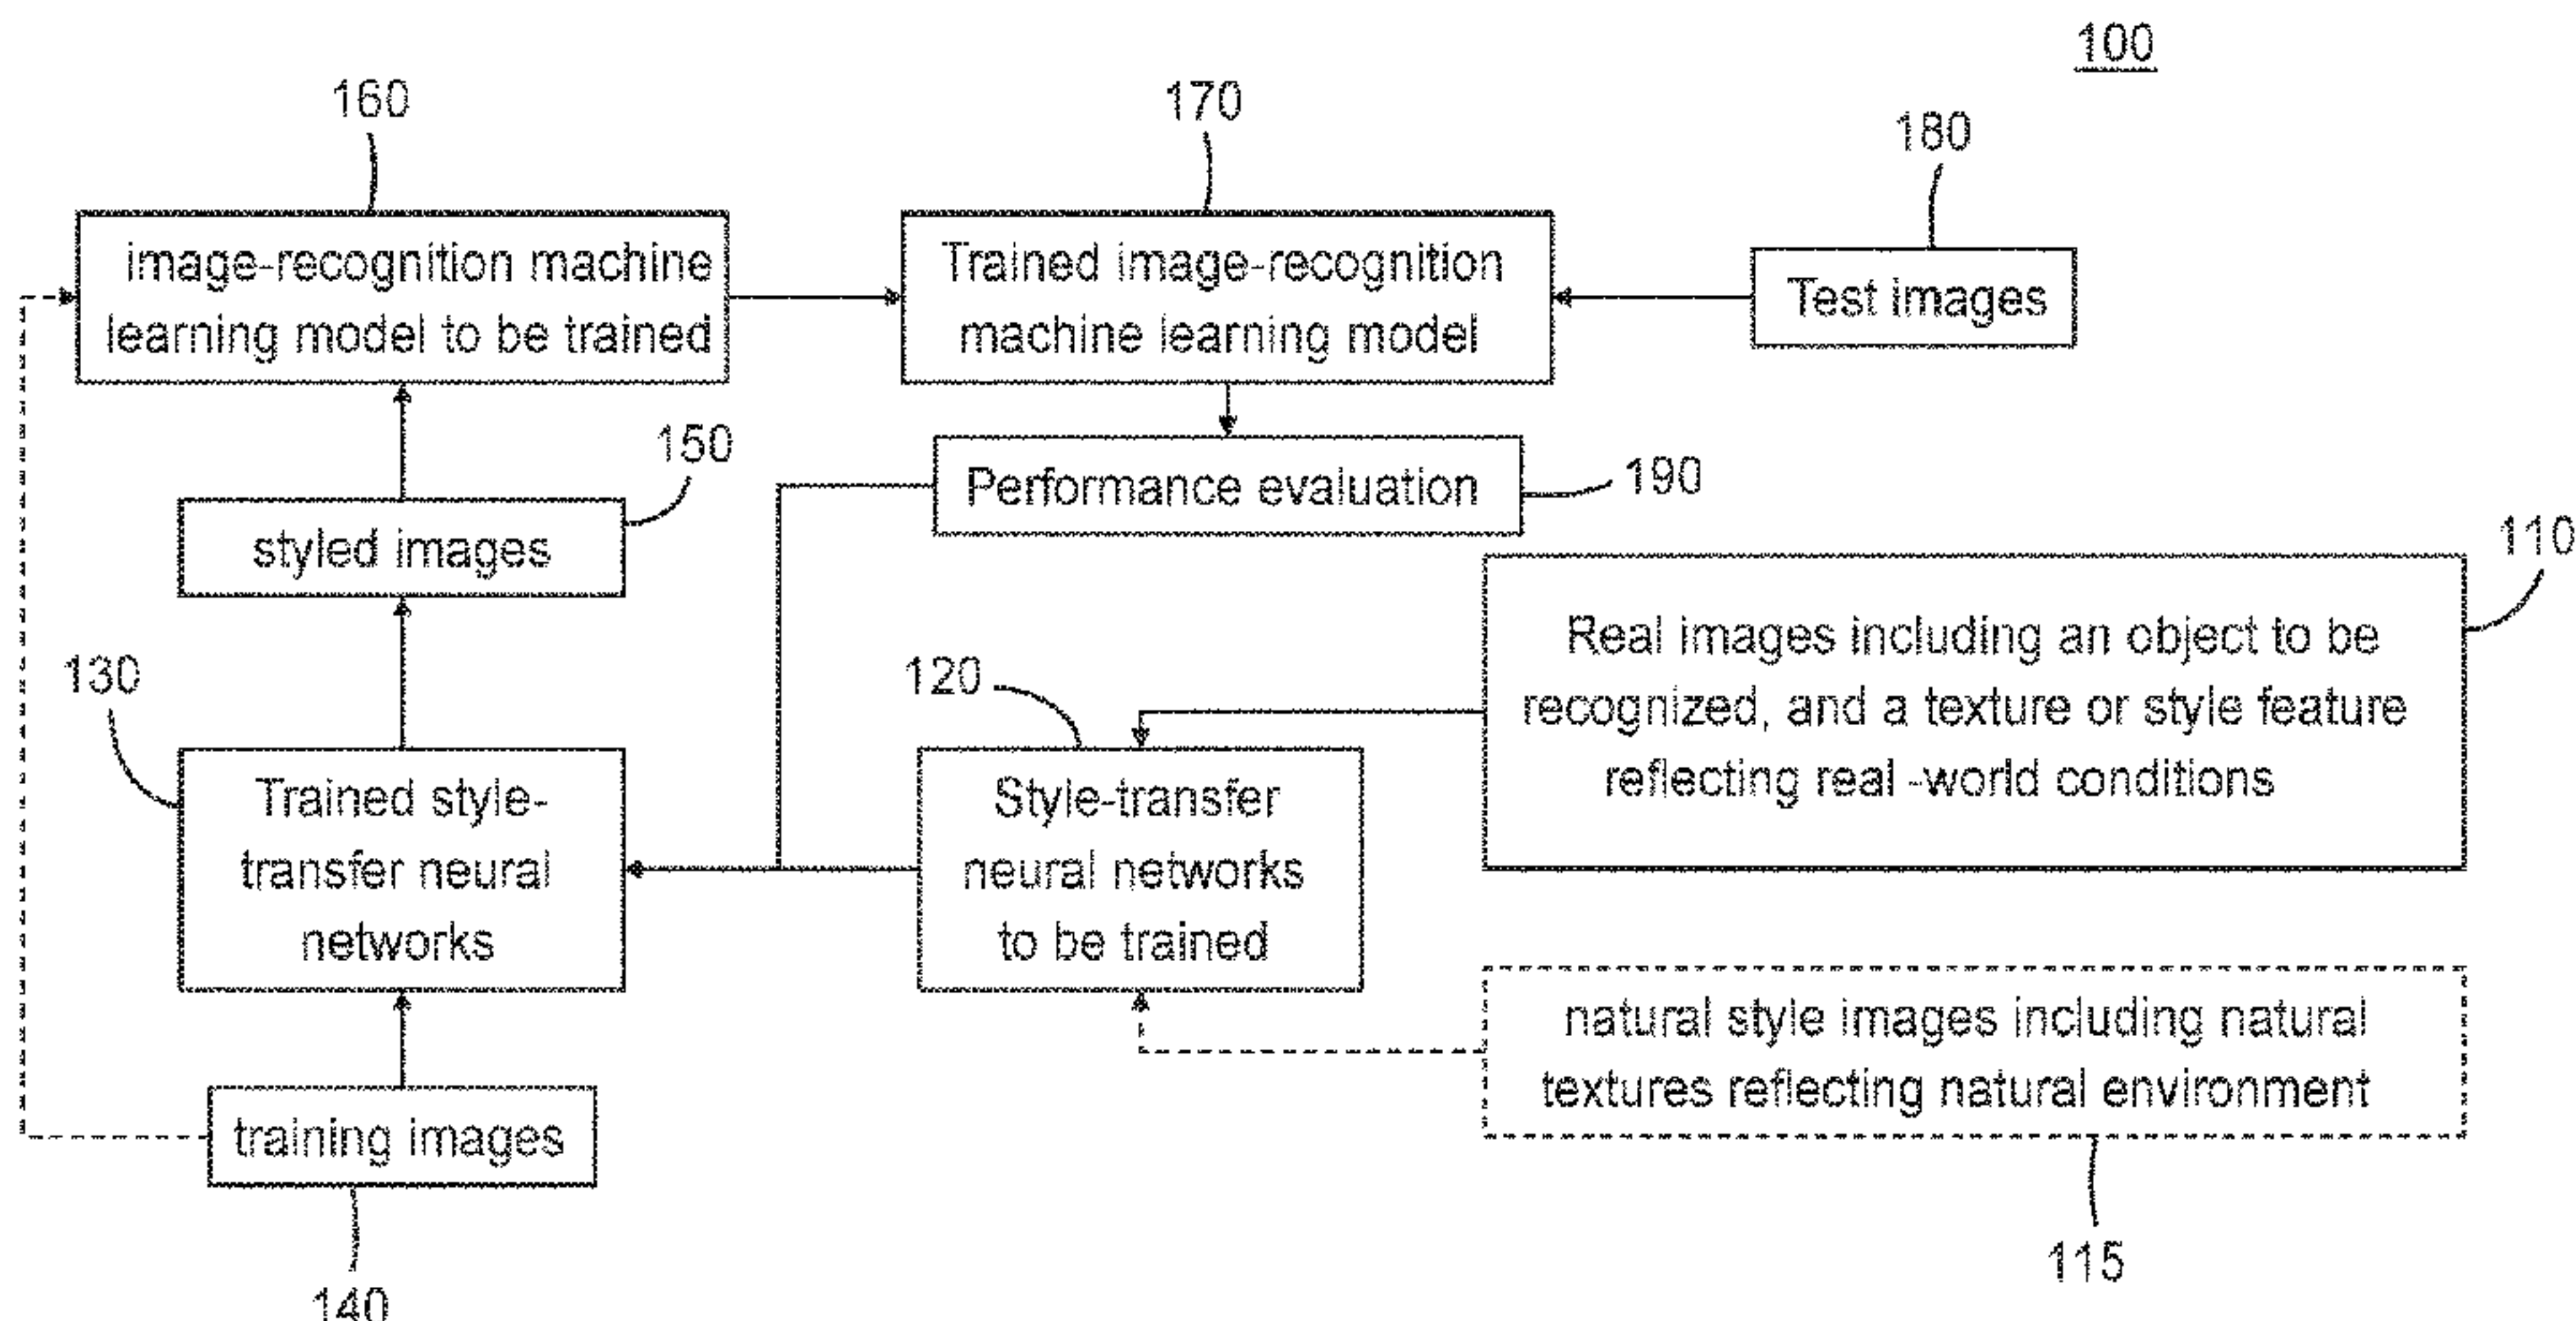 100
160
170
180
image-recognition machine
learning model to be trained
Trained image-recognition
machine learning model
Test images
150
Performance evaluation
190
styled images
110
Real images including an object to be
recognized, and a texture or style feature
reflecting real -world conditions
130
120
Trained style-
transfer neural
networks
Style-transfer
neural networks
to be trained
natural style images including natural
textures reflecting natural environment
training images
115
140